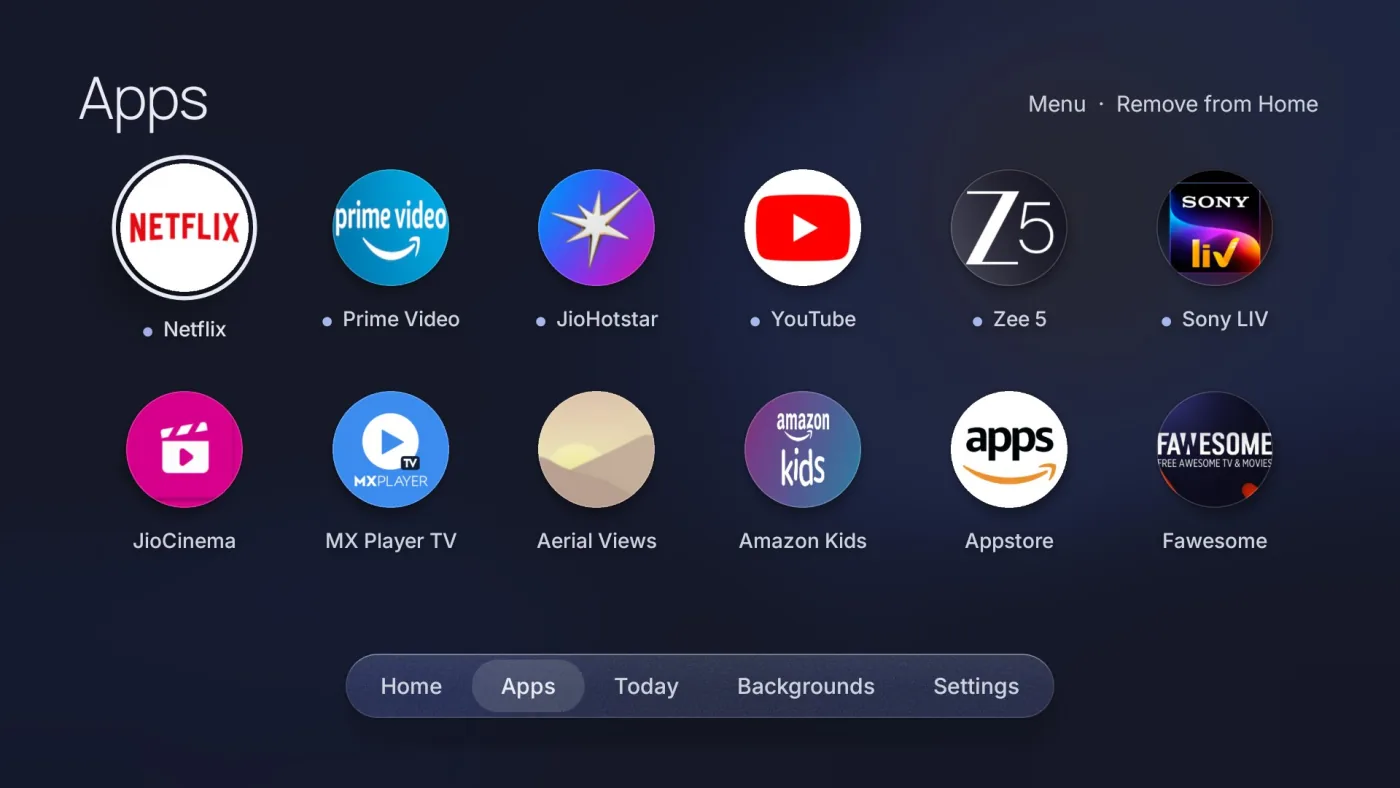 Apps
Menu · Remove from Home
NETFLIX
prime video
Z5
SONY
liv
Netflix
Prime Video
JioHotstar
YouTube
Zee 5
Sony LIV
TV
MXPLAYER
amazon
kids
apps
FAWESOME
FREE AWESOME TV & MOVIES
JioCinema
MX Player TV
Aerial Views
Amazon Kids
Appstore
Fawesome
Home
Apps
Today
Backgrounds
Settings